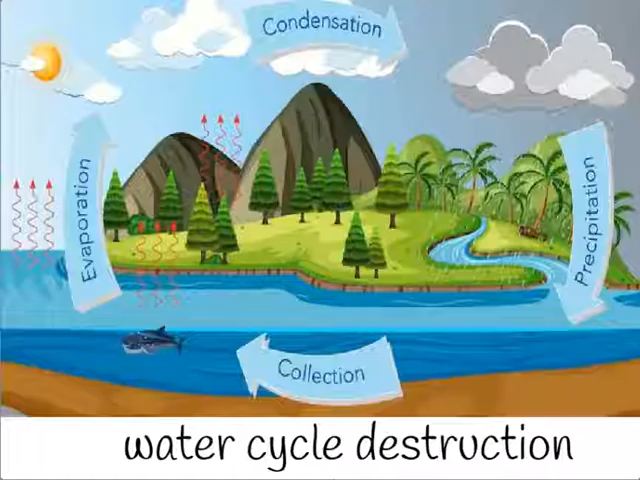 Condensation
Evaporation
Precipitation
Collection
water cycle destruction